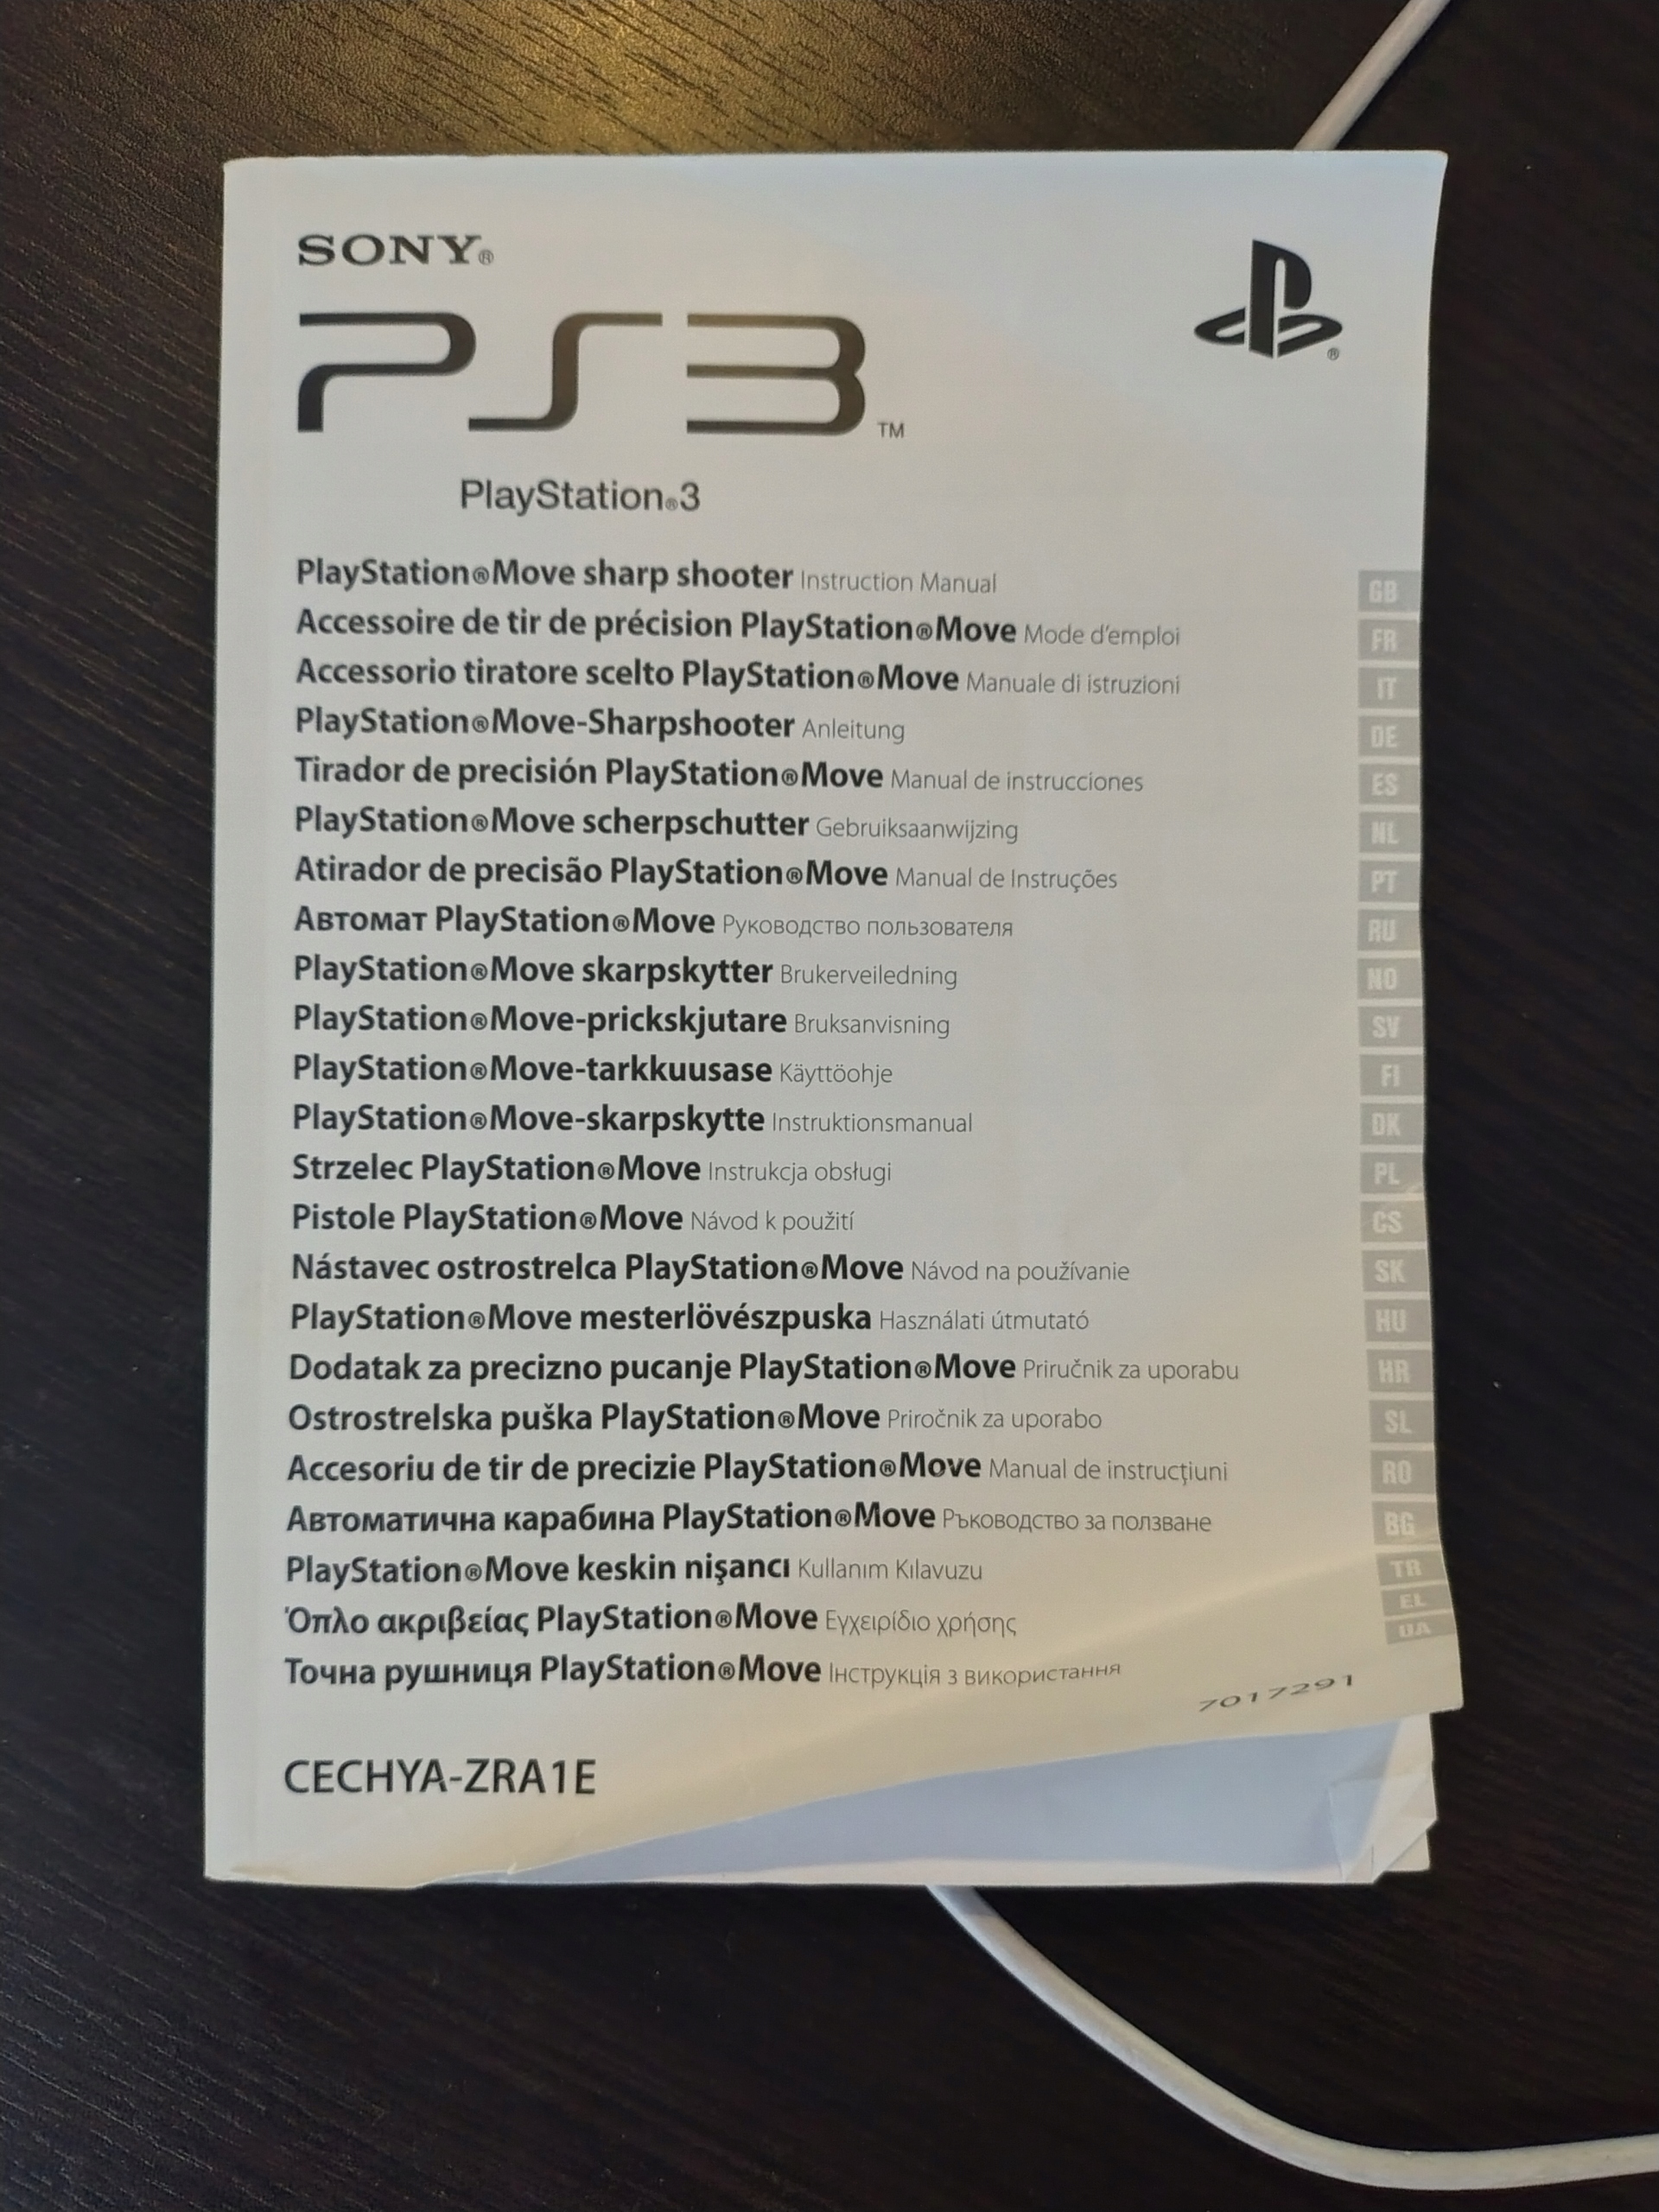 SONY®
PS3™
PlayStation®3
PlayStation®Move sharp shooter Instruction Manual GB
Accessoire de tir de précision PlayStation®Move Mode d'emploi FR
Accessorio tiratore scelto PlayStation®Move Manuale di istruzioni IT
PlayStation®Move-Sharpshooter Anleitung DE
Tirador de precisión PlayStation®Move Manual de instrucciones ES
PlayStation®Move scherpschutter Gebruiksaanwijzing NL
Atirador de precisão PlayStation®Move Manual de Instruções PT
Автомат PlayStation®Move Руководство пользователя RU
PlayStation®Move skarpskytter Brukerveiledning NO
PlayStation®Move-prickskjutare Bruksanvisning SV
PlayStation®Move-tarkkuusase Käyttöohje FI
PlayStation®Move-skarpskytte Instruktionsmanual DK
Strzelec PlayStation®Move Instrukcja obsługi PL
Pistole PlayStation®Move Návod k použití CS
Nástavec ostrostrelca PlayStation®Move Návod na používanie SK
PlayStation®Move mesterlövészpuska Használati útmutató HU
Dodatak za precizno pucanje PlayStation®Move Priručnik za uporabu HR
Ostrostrelska puška PlayStation®Move Priročnik za uporabo SL
Accesoriu de tir de precizie PlayStation®Move Manual de instrucţiuni RO
Автоматична карабина PlayStation®Move Ръководство за ползване BG
PlayStation®Move keskin nişancı Kullanım Kılavuzu TR
Όπλο ακριβείας PlayStation®Move Εγχειρίδιο χρήσης EL
Точна рушниця PlayStation®Move Інструкція з використання UA
7017291
CECHYA-ZRA1E